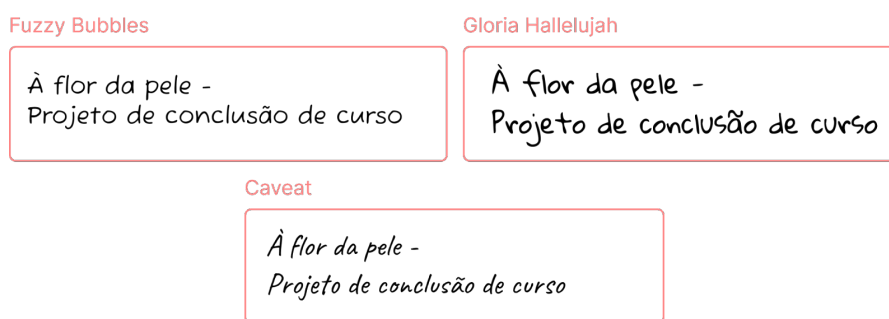 Fuzzy Bubbles
À flor da pele -
Projeto de conclusão de curso
Gloria Hallelujah
À flor da pele -
Projeto de conclusão de curso
Caveat
À flor da pele -
Projeto de conclusão de curso